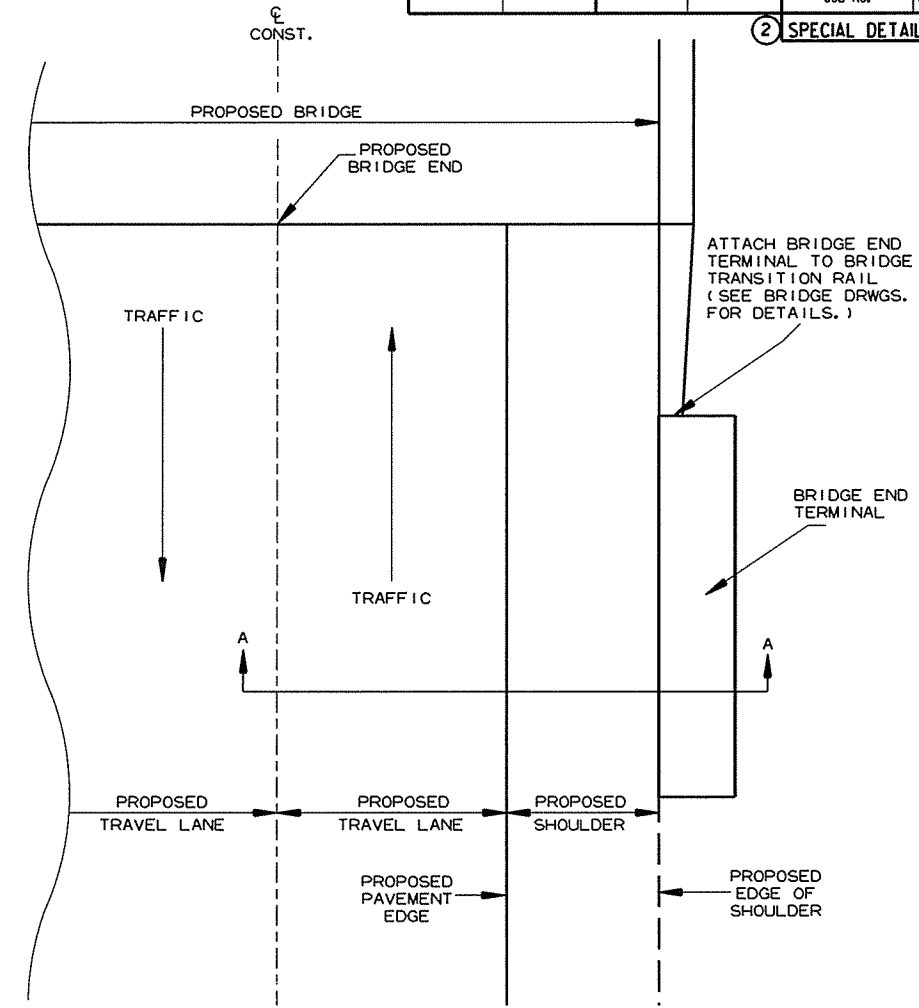 ② SPECIAL DETAIL
℄
CONST.
PROPOSED BRIDGE
PROPOSED
BRIDGE END
ATTACH BRIDGE END
TERMINAL TO BRIDGE
TRANSITION RAIL
(SEE BRIDGE DRWGS.
FOR DETAILS.)
TRAFFIC
BRIDGE END
TERMINAL
TRAFFIC
A
A
PROPOSED
TRAVEL LANE
PROPOSED
TRAVEL LANE
PROPOSED
SHOULDER
PROPOSED
PAVEMENT
EDGE
PROPOSED
EDGE OF
SHOULDER